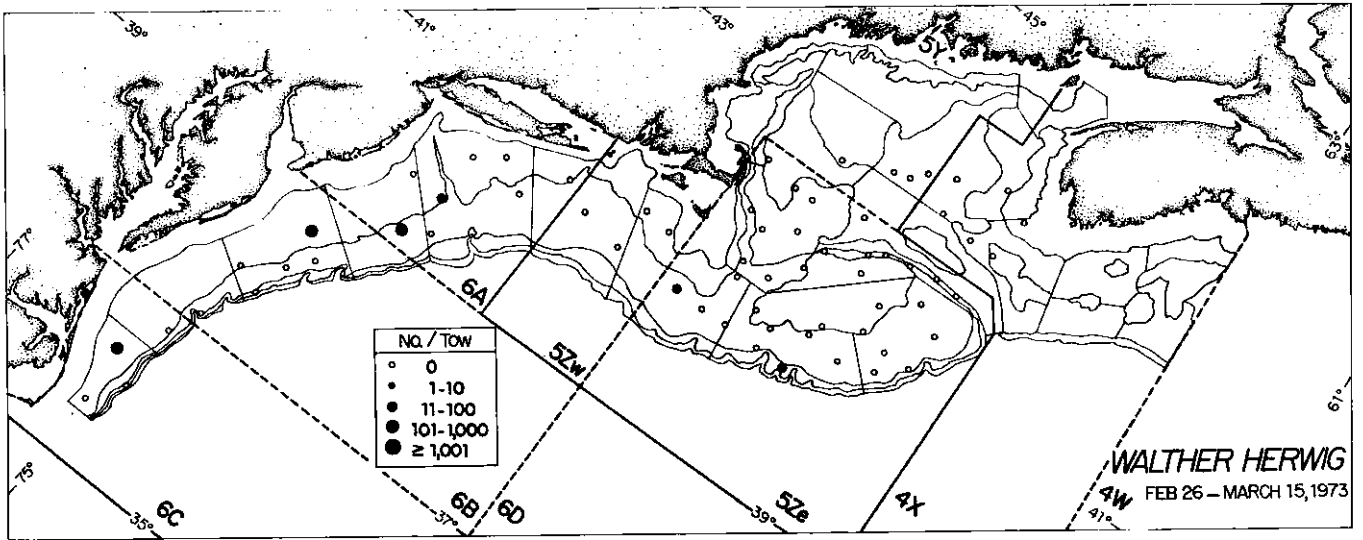 39°
41°
43°
45°
5Y
63°
77°
6A
5Zw
No. / Tow
0
1-10
11-100
101-1,000
≥ 1,001
61°
75°
WALTHER HERWIG
FEB 26 – MARCH 15, 1973
6C
6B
6D
5Ze
4X
4W
35°
37°
39°
41°